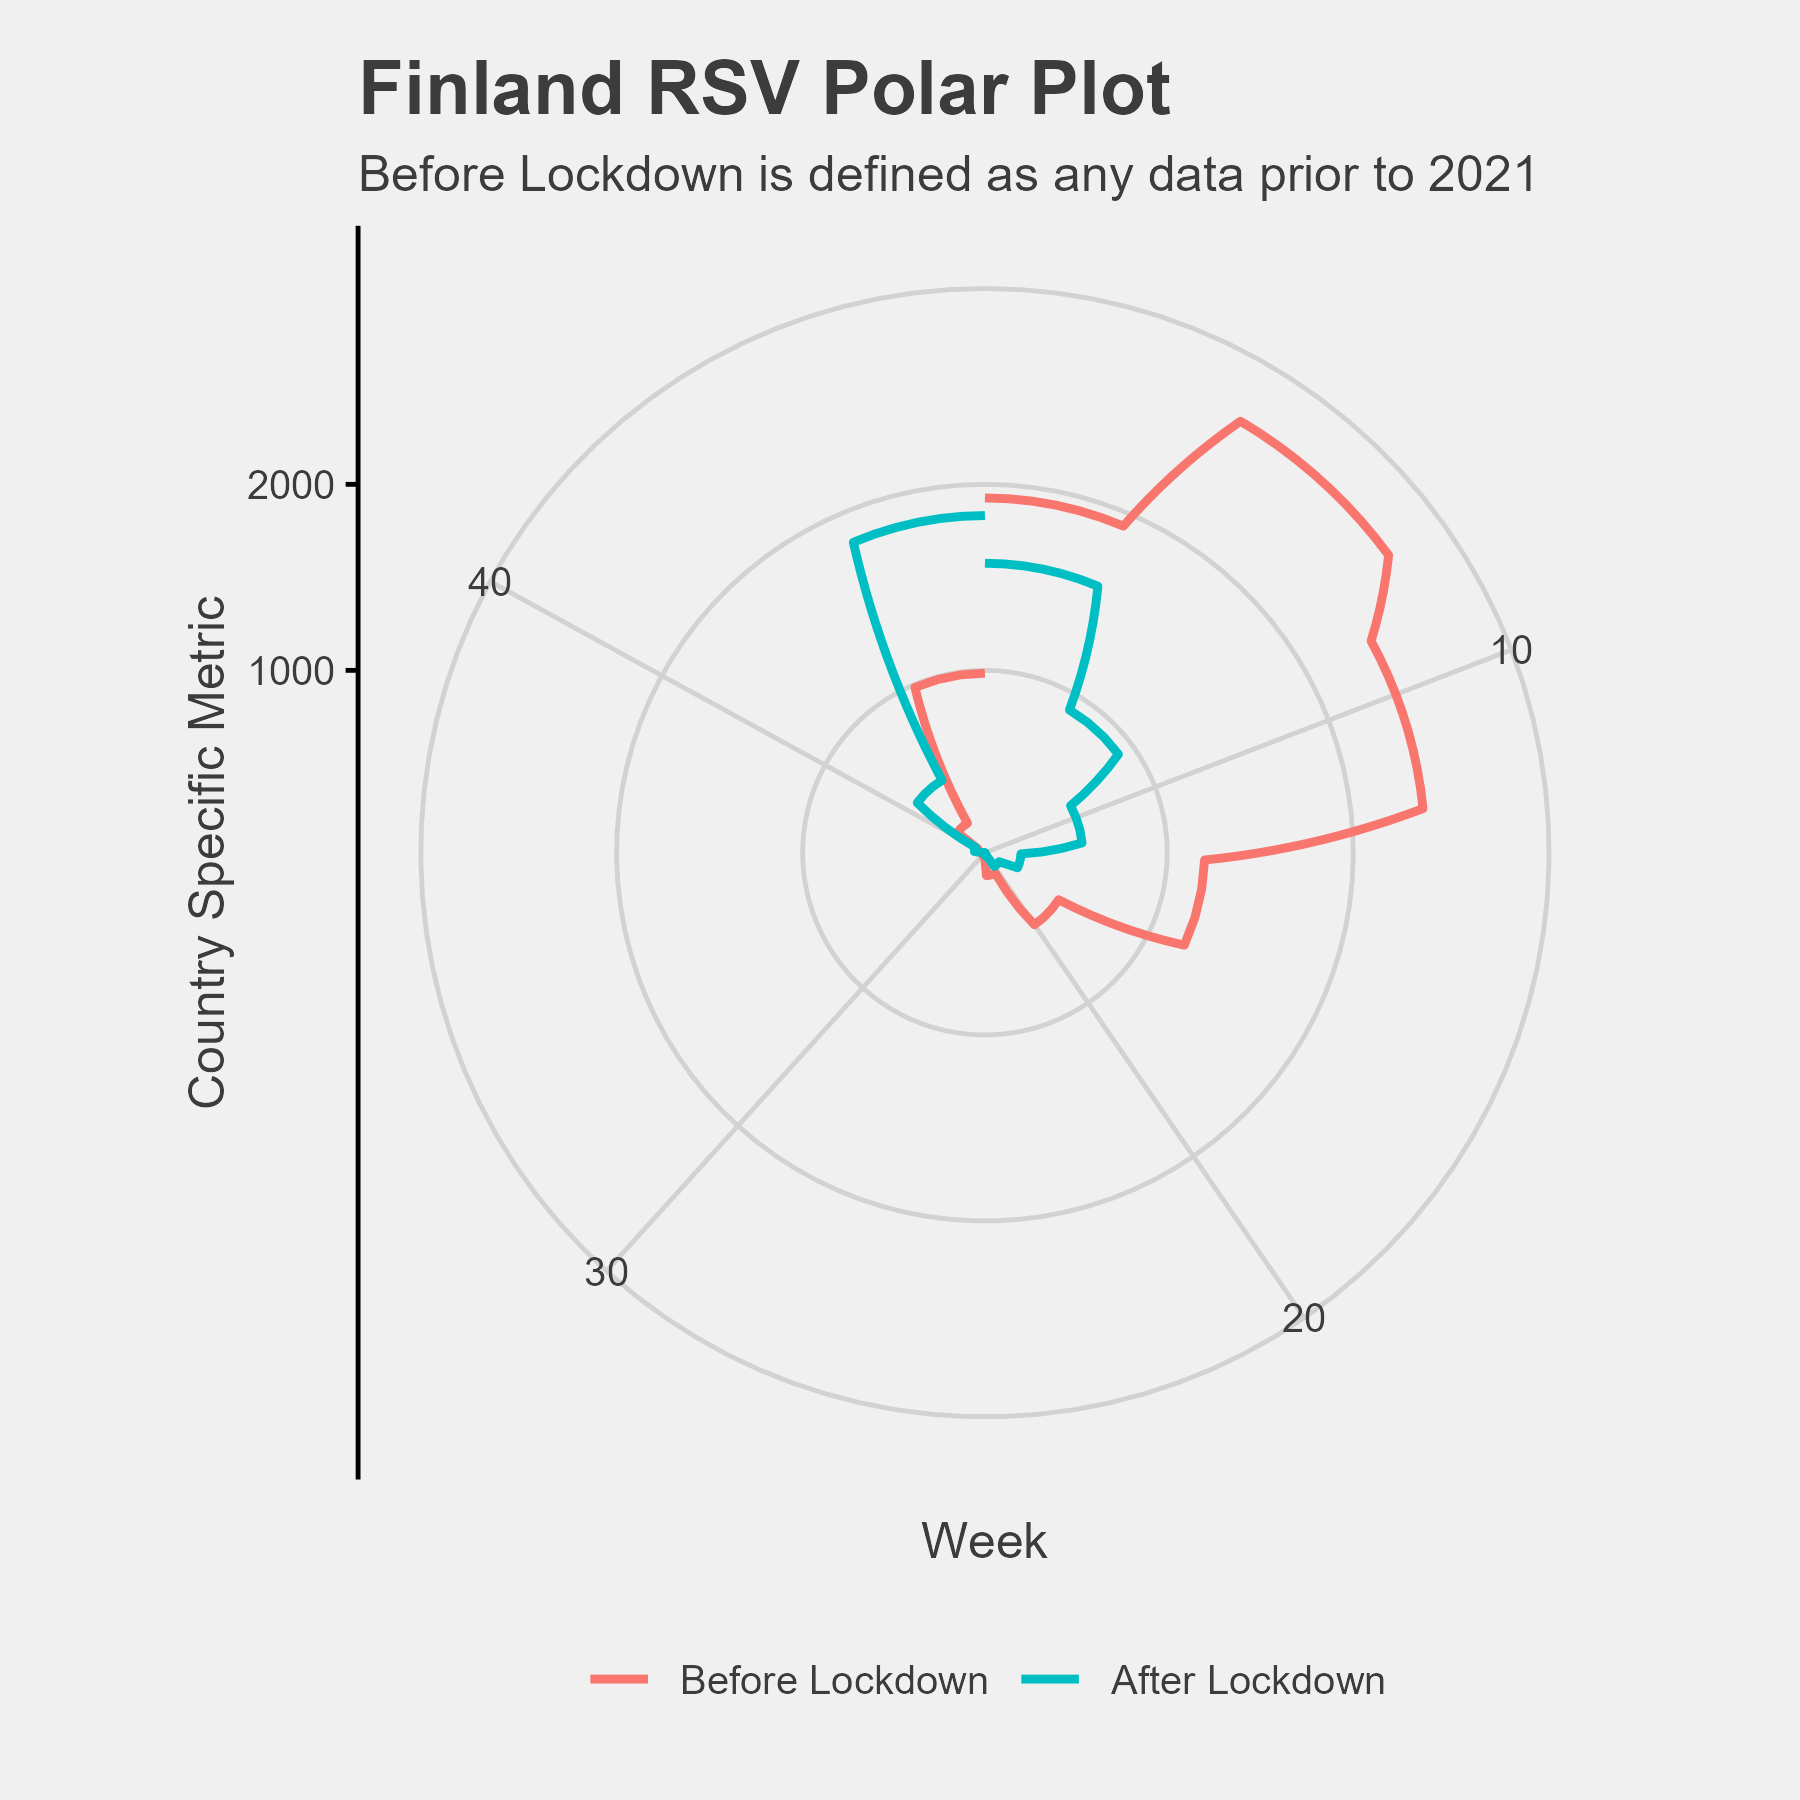 Finland RSV Polar Plot
Before Lockdown is defined as any data prior to 2021
2000
1000
40
10
30
20
Country Specific Metric
Week
Before Lockdown
After Lockdown